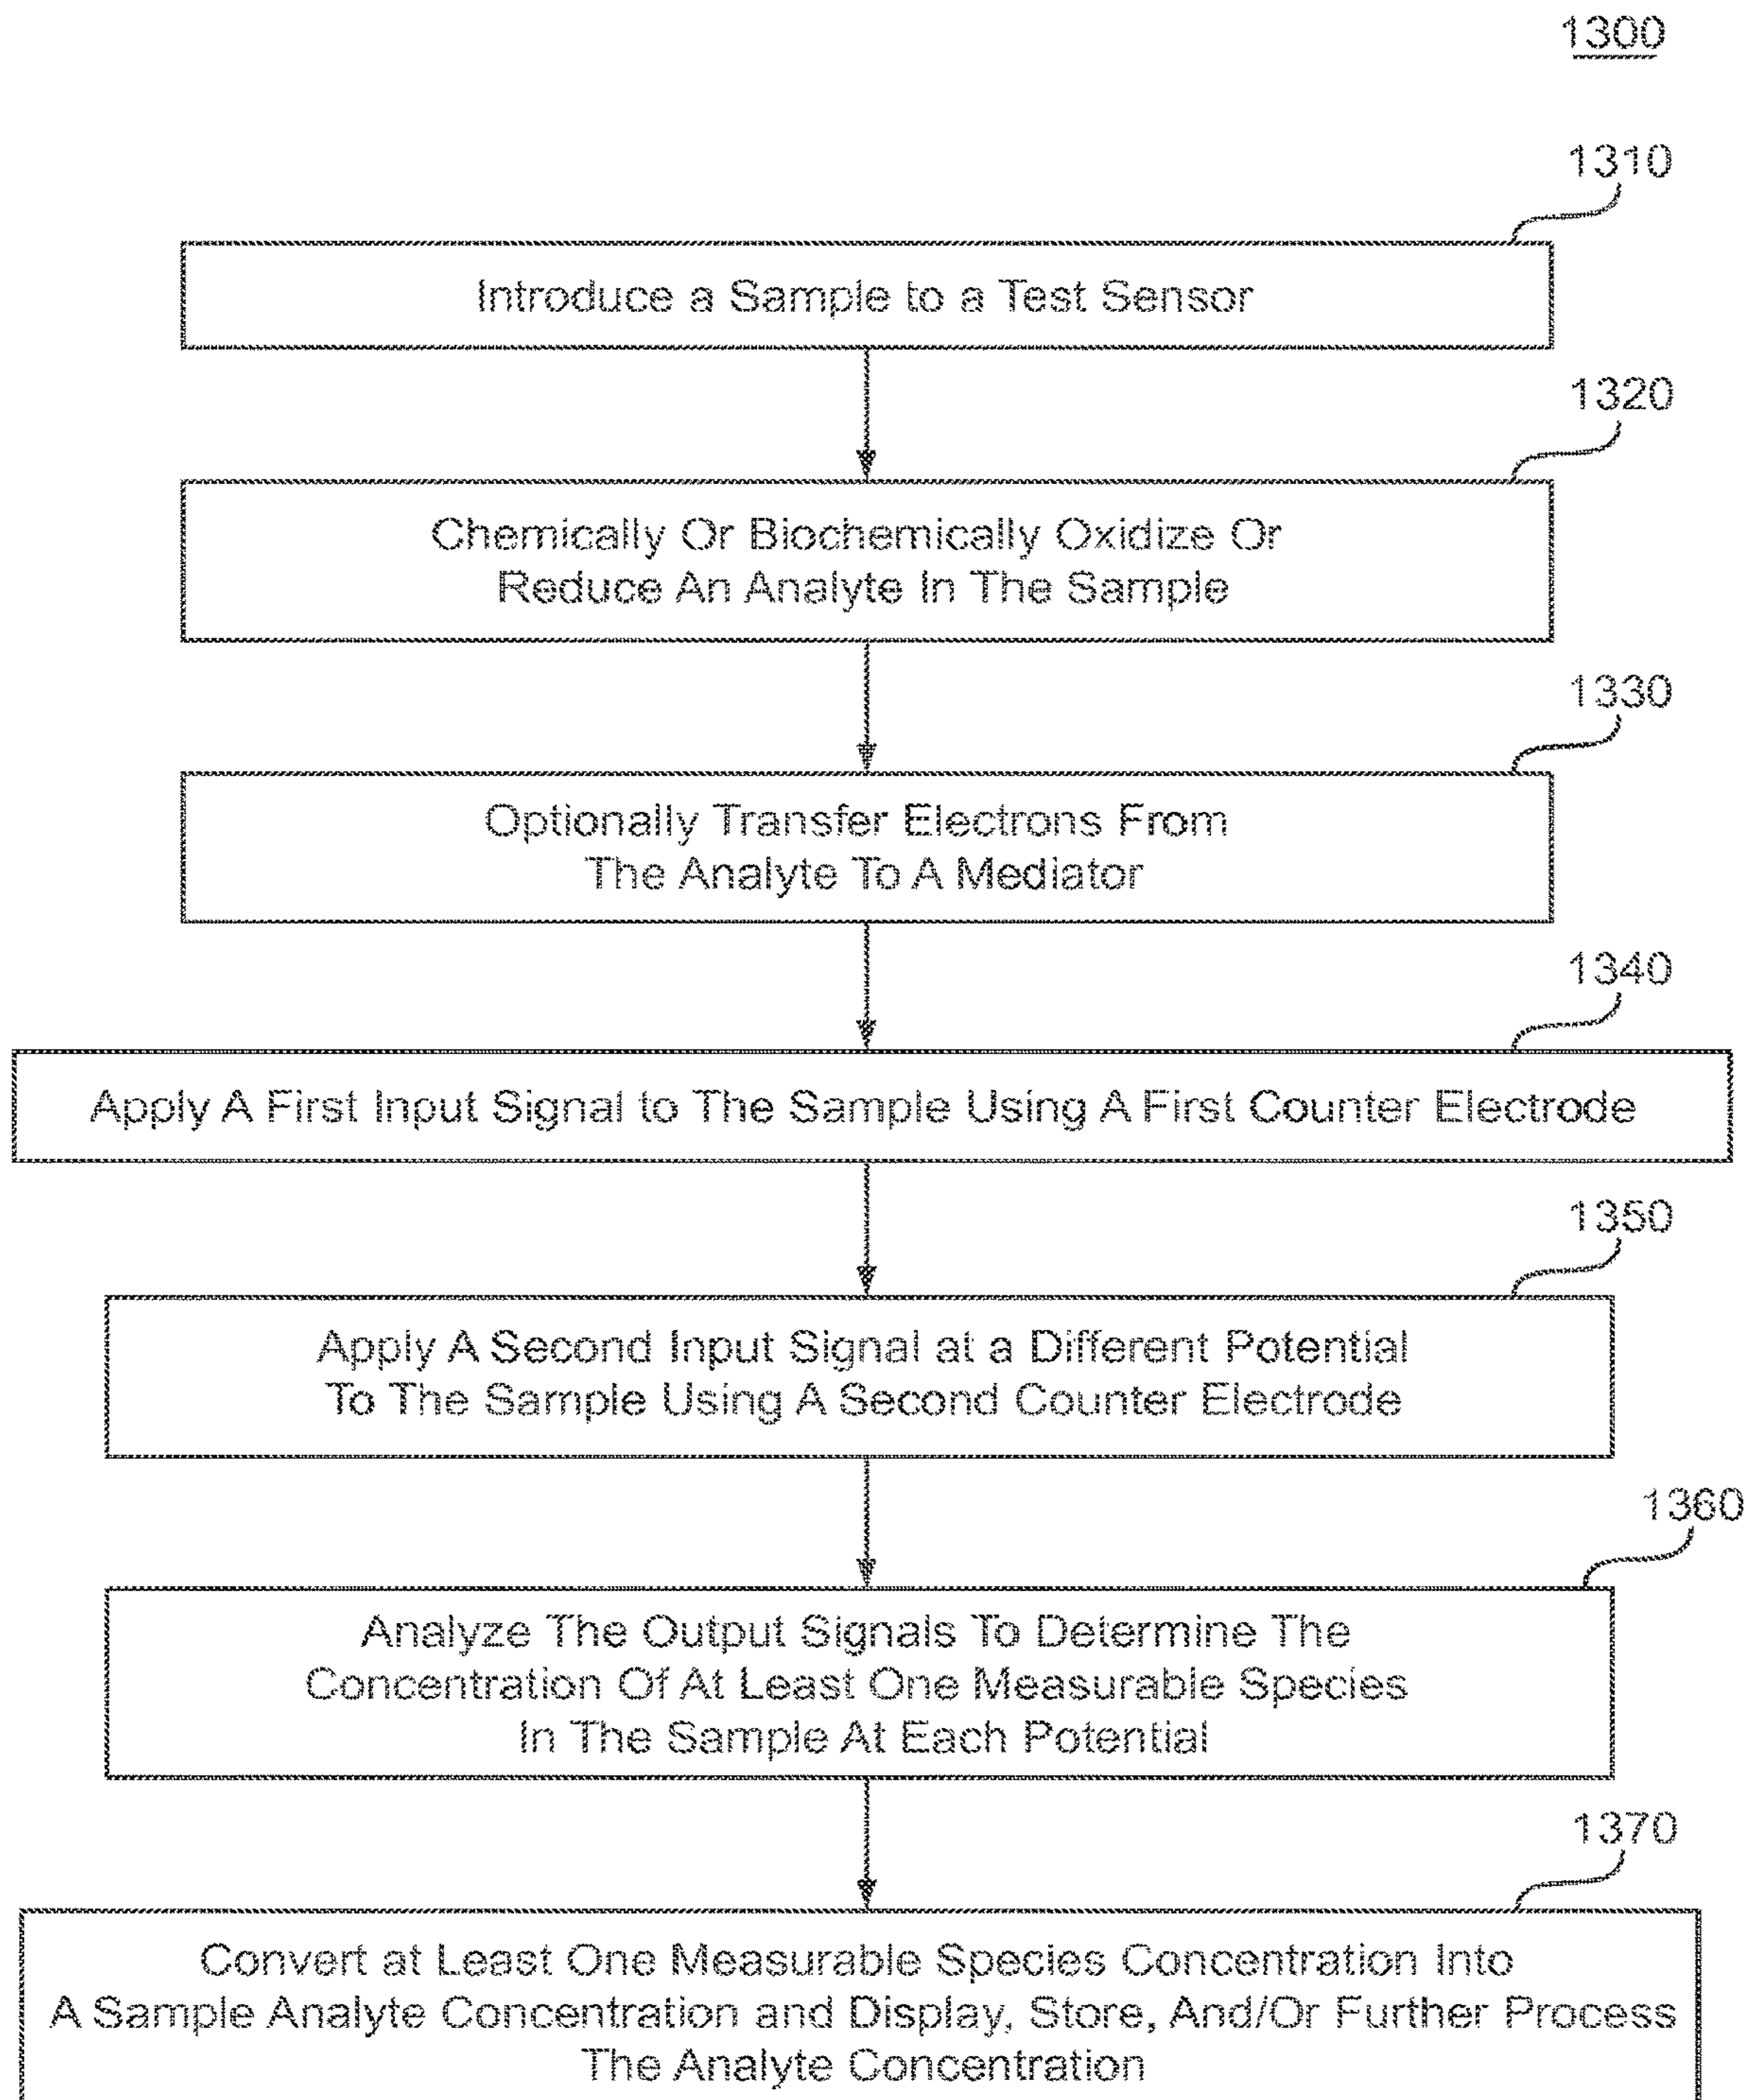 1300
1310
Introduce a Sample to a Test Sensor
1320
Chemically Or Biochemically Oxidize Or
Reduce An Analyte In The Sample
1330
Optionally Transfer Electrons From
The Analyte To A Mediator
1340
Apply A First Input Signal to The Sample Using A First Counter Electrode
1350
Apply A Second Input Signal at a Different Potential
To The Sample Using A Second Counter Electrode
1360
Analyze The Output Signals To Determine The
Concentration Of At Least One Measurable Species
In The Sample At Each Potential
1370
Convert at Least One Measurable Species Concentration Into
A Sample Analyte Concentration and Display, Store, And/Or Further Process
The Analyte Concentration